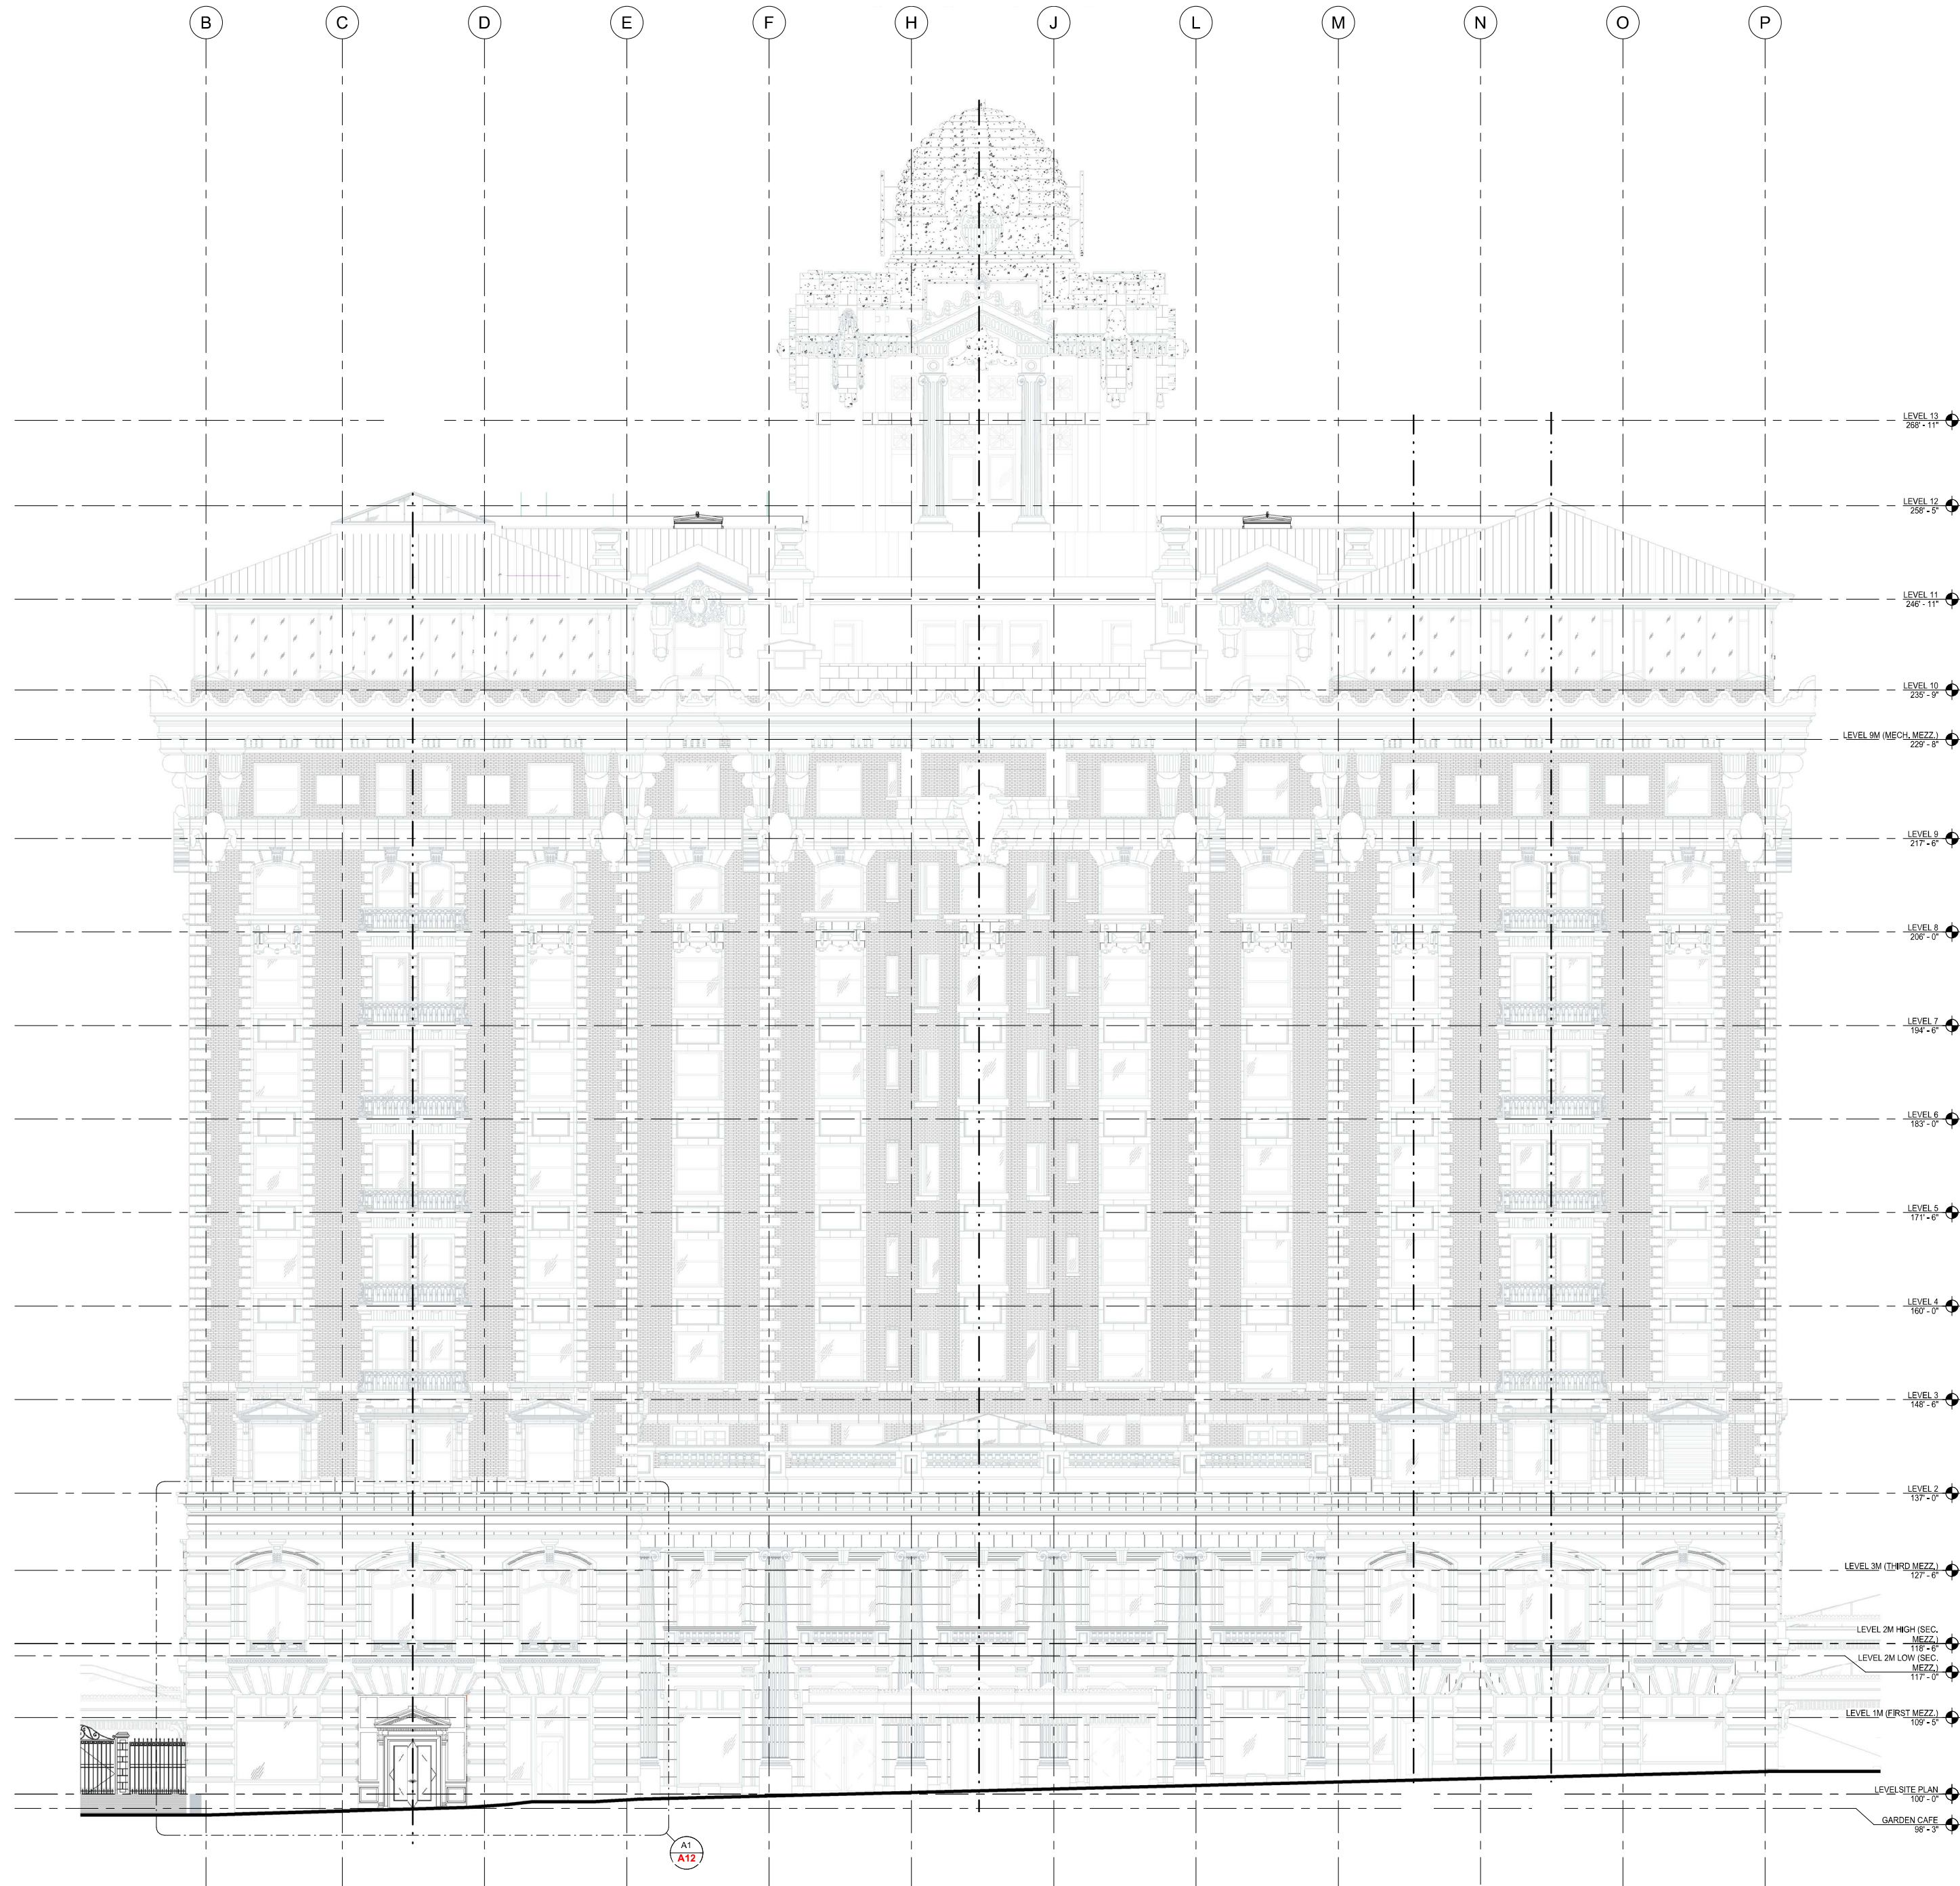 B C D E F H J L M N O P
LEVEL 13
268' - 11"
LEVEL 12
258' - 5"
LEVEL 11
246' - 11"
LEVEL 10
235' - 9"
LEVEL 9M (MECH. MEZZ.)
229' - 8"
LEVEL 9
217' - 6"
LEVEL 8
206' - 0"
LEVEL 7
194' - 6"
LEVEL 6
183' - 0"
LEVEL 5
171' - 6"
LEVEL 4
160' - 0"
LEVEL 3
148' - 6"
LEVEL 2
137' - 0"
LEVEL 3M (THIRD MEZZ.)
127' - 6"
LEVEL 2M HIGH (SEC.
MEZZ.)
118' - 6"
LEVEL 2M LOW (SEC.
MEZZ.)
117' - 0"
LEVEL 1M (FIRST MEZZ.)
109' - 5"
LEVELSITE PLAN
100' - 0"
GARDEN CAFE
98' - 3"
A1
A12